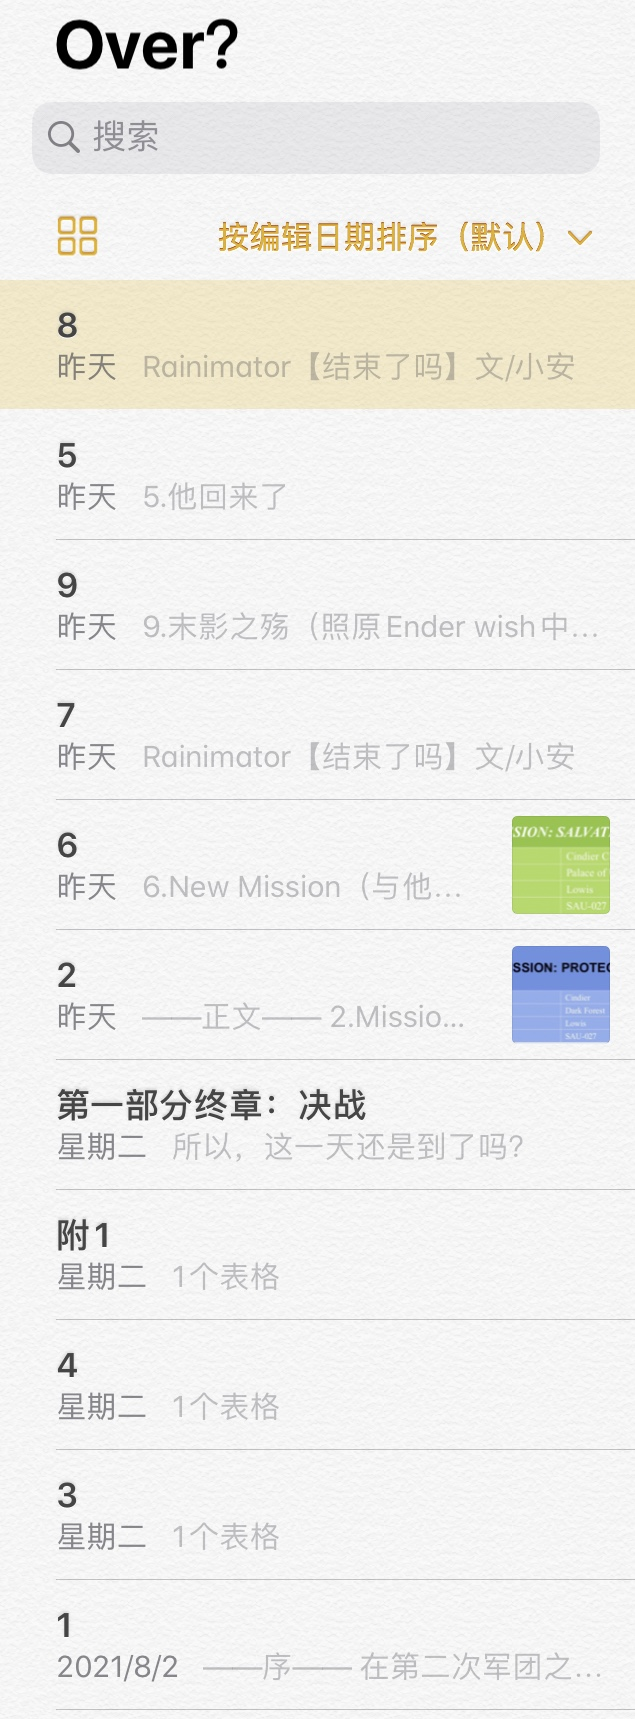 Over?
搜索
按编辑日期排序（默认）
8
昨天 Rainimator【结束了吗】文/小安
5
昨天 5.他回来了
9
昨天 9.末影之殇（照原Ender wish中...
7
昨天 Rainimator【结束了吗】文/小安
6
昨天 6.New Mission（与他...
SION: SALVAT
Cindier C
Palace of
Lowis
SAU-027
2
昨天 ——正文—— 2.Missio...
SSION: PROTEC
Cindier
Dark Forest
Lowis
SAU-027
第一部分终章：决战
星期二 所以，这一天还是到了吗？
附1
星期二 1个表格
4
星期二 1个表格
3
星期二 1个表格
1
2021/8/2 ——序—— 在第二次军团之...